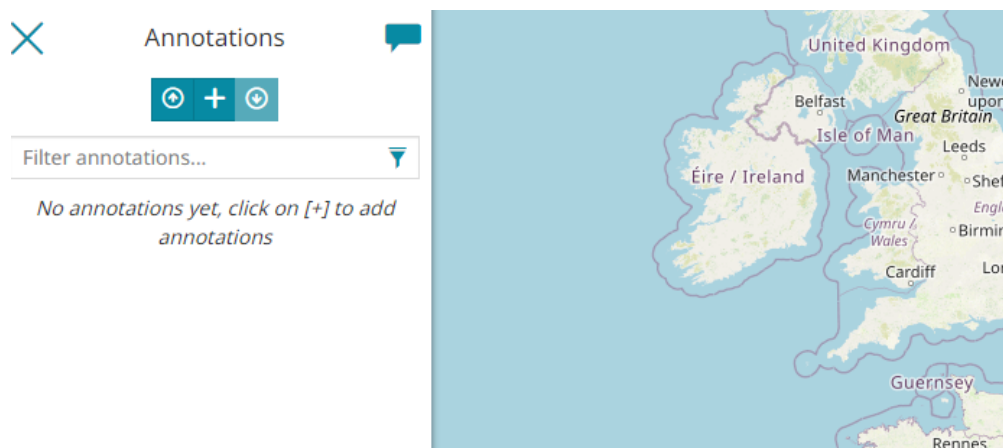 Annotations
Filter annotations...
No annotations yet, click on [+] to add
annotations
United Kingdom
Belfast
Great Britain
Isle of Man
Leeds
Éire / Ireland
Manchester
Cymru /
Wales
Cardiff
Guernsey
Rennes